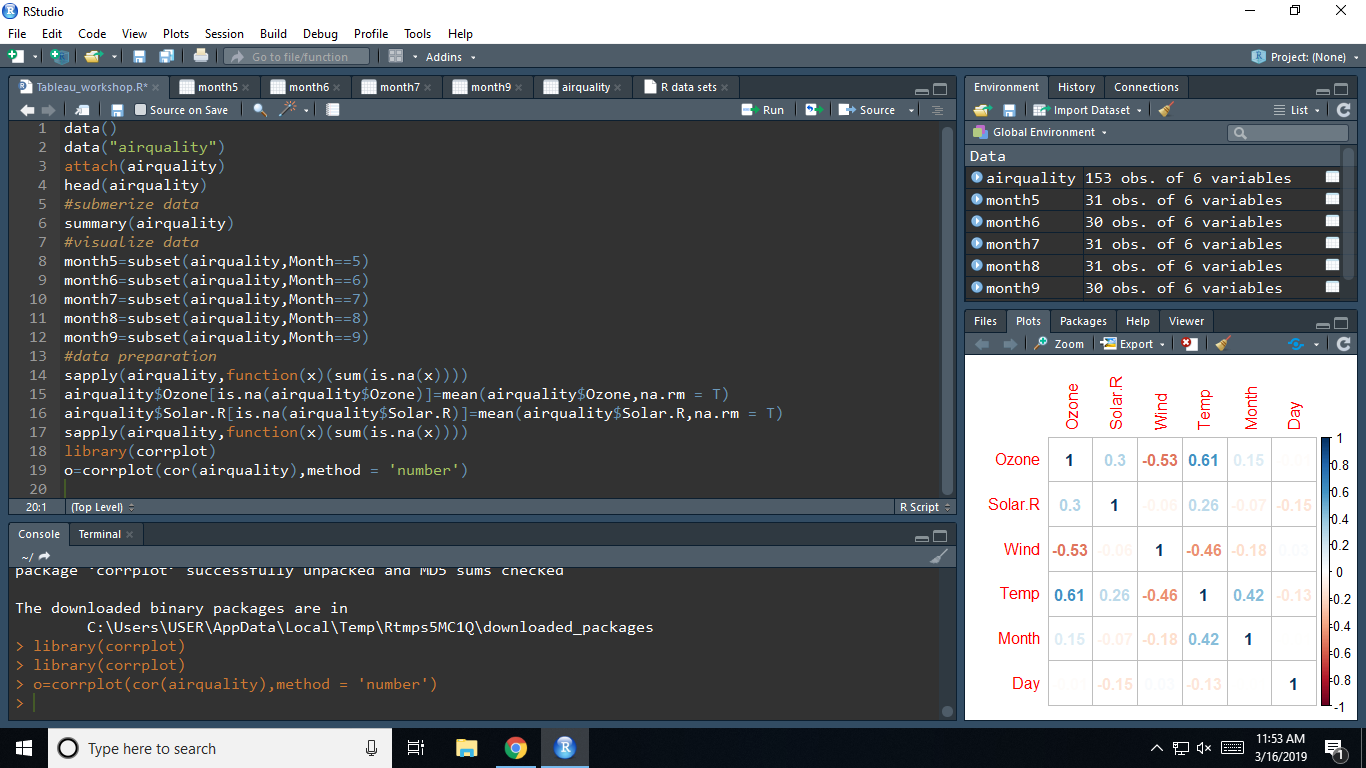 RStudio
File Edit Code View Plots Session Build Debug Profile Tools Help
Go to file/function Addins Project: (None)
Tableau_workshop.R* month5 month6 month7 month9 airquality R data sets
Source on Save Run Source
1 data()
2 data("airquality")
3 attach(airquality)
4 head(airquality)
5 #submerize data
6 summary(airquality)
7 #visualize data
8 month5=subset(airquality,Month==5)
9 month6=subset(airquality,Month==6)
10 month7=subset(airquality,Month==7)
11 month8=subset(airquality,Month==8)
12 month9=subset(airquality,Month==9)
13 #data preparation
14 sapply(airquality,function(x)(sum(is.na(x))))
15 airquality$Ozone[is.na(airquality$Ozone)]=mean(airquality$Ozone,na.rm = T)
16 airquality$Solar.R[is.na(airquality$Solar.R)]=mean(airquality$Solar.R,na.rm = T)
17 sapply(airquality,function(x)(sum(is.na(x))))
18 library(corrplot)
19 o=corrplot(cor(airquality),method = 'number')
20
20:1 (Top Level) R Script
Console Terminal
~/
package 'corrplot' successfully unpacked and MD5 sums checked
The downloaded binary packages are in
C:\Users\USER\AppData\Local\Temp\Rtmps5MC1Q\downloaded_packages
> library(corrplot)
> library(corrplot)
> o=corrplot(cor(airquality),method = 'number')
>
Environment History Connections
Import Dataset List
Global Environment
Data
airquality 153 obs. of 6 variables
month5 31 obs. of 6 variables
month6 30 obs. of 6 variables
month7 31 obs. of 6 variables
month8 31 obs. of 6 variables
month9 30 obs. of 6 variables
Files Plots Packages Help Viewer
Zoom Export
Ozone Solar.R Wind Temp Month Day
Ozone 1 0.3 -0.53 0.61 0.15
Solar.R 0.3 1 -0.06 0.26 -0.07 -0.15
Wind -0.53 -0.06 1 -0.46 -0.18 0.03
Temp 0.61 0.26 -0.46 1 0.42 -0.13
Month 0.15 -0.07 -0.18 0.42 1
Day -0.15 0.03 -0.13 1
1
0.8
0.6
0.4
0.2
0
-0.2
-0.4
-0.6
-0.8
-1
Type here to search
11:53 AM
3/16/2019
1